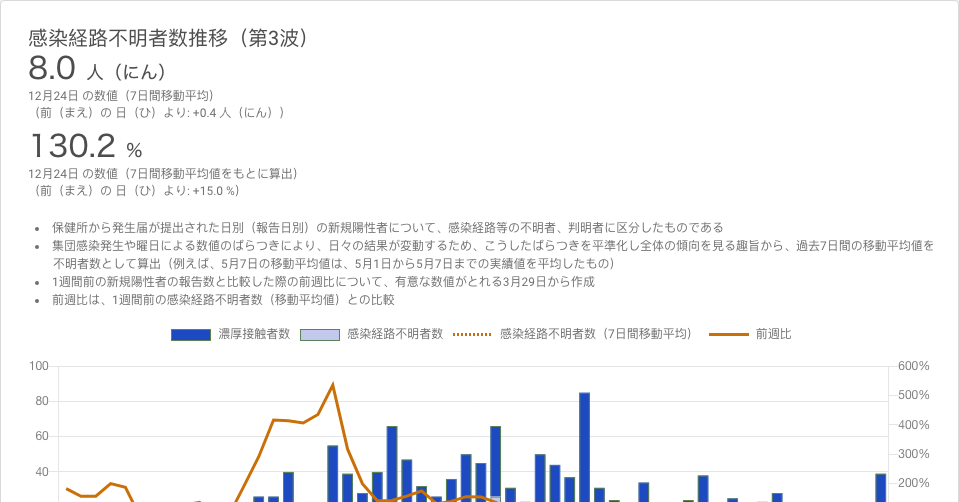 感染経路不明者数推移（第3波）
8.0 人（にん）
12月24日 の数値（7日間移動平均）
（前（まえ）の 日（ひ）より: +0.4 人（にん））
130.2 %
12月24日 の数値（7日間移動平均値をもとに算出）
（前（まえ）の 日（ひ）より: +15.0 %）
保健所から発生届が提出された日別（報告日別）の新規陽性者について、感染経路等の不明者、判明者に区分したものである
集団感染発生や曜日による数値のばらつきにより、日々の結果が変動するため、こうしたばらつきを平準化し全体の傾向を見る趣旨から、過去7日間の移動平均値を
不明者数として算出（例えば、5月7日の移動平均値は、5月1日から5月7日までの実績値を平均したもの）
1週間前の新規陽性者の報告数と比較した際の前週比について、有意な数値がとれる3月29日から作成
前週比は、1週間前の感染経路不明者数（移動平均値）との比較
濃厚接触者数 感染経路不明者数 感染経路不明者数（7日間移動平均） 前週比
100 600%
500%
80
400%
60
300%
40
200%